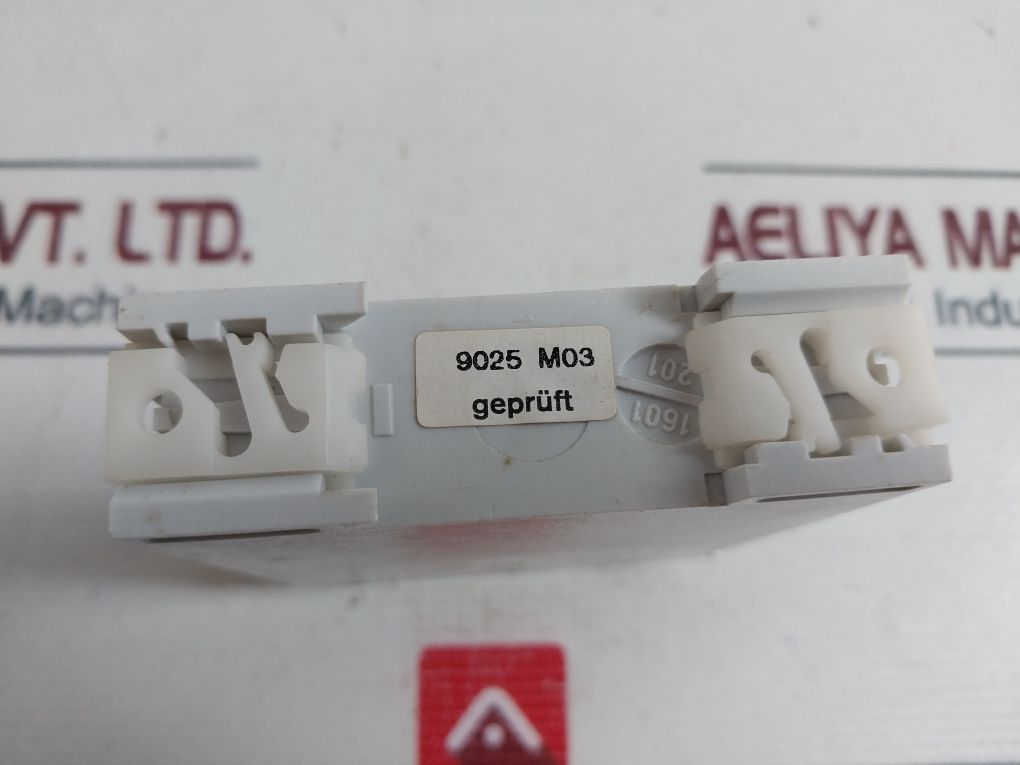 VT. LTD.
AELIYA MA
Machi
Indu
9025 M03
geprüft
201
1601